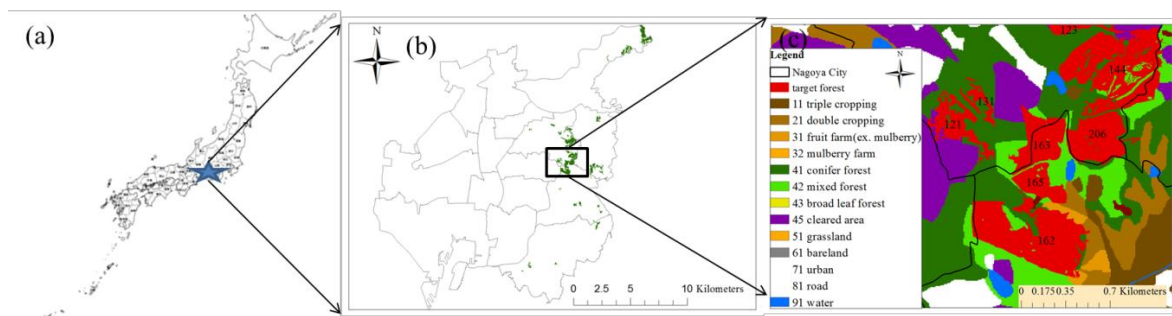 (a)
N
(b)
0 2.5 5 10 Kilometers
(c)
N
Legend
Nagoya City
target forest
11 triple cropping
21 double cropping
31 fruit farm(ex. mulberry)
32 mulberry farm
41 conifer forest
42 mixed forest
43 broad leaf forest
45 cleared area
51 grassland
61 bareland
71 urban
81 road
91 water
123
144
131
121
163
206
165
162
0 0.175 0.35 0.7 Kilometers